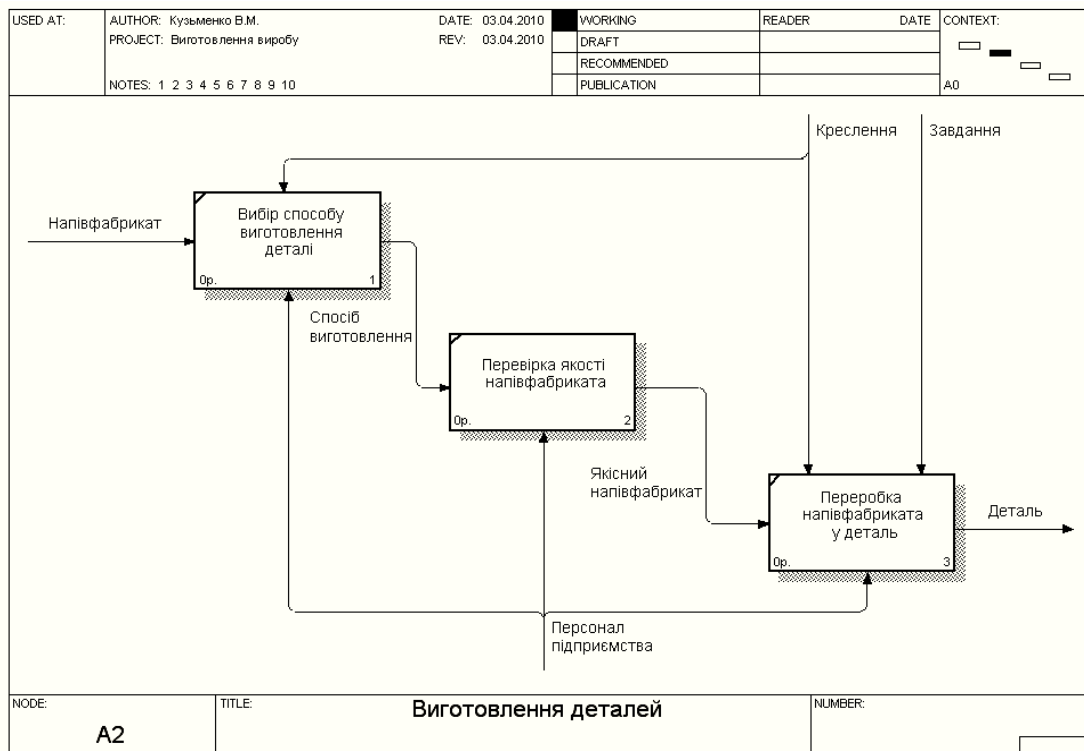 USED AT:
AUTHOR: Кузьменко В.М.
DATE: 03.04.2010
PROJECT: Виготовлення виробу
REV: 03.04.2010
NOTES: 1 2 3 4 5 6 7 8 9 10
WORKING
DRAFT
RECOMMENDED
PUBLICATION
READER
DATE
CONTEXT:
A0
Креслення
Завдання
Напівфабрикат
Вибір способу
виготовлення
деталі
0р.
1
Спосіб
виготовлення
Перевірка якості
напівфабриката
0р.
2
Якісний
напівфабрикат
Переробка
напівфабриката
у деталь
0р.
3
Деталь
Персонал
підприємства
NODE:
A2
TITLE:
Виготовлення деталей
NUMBER: